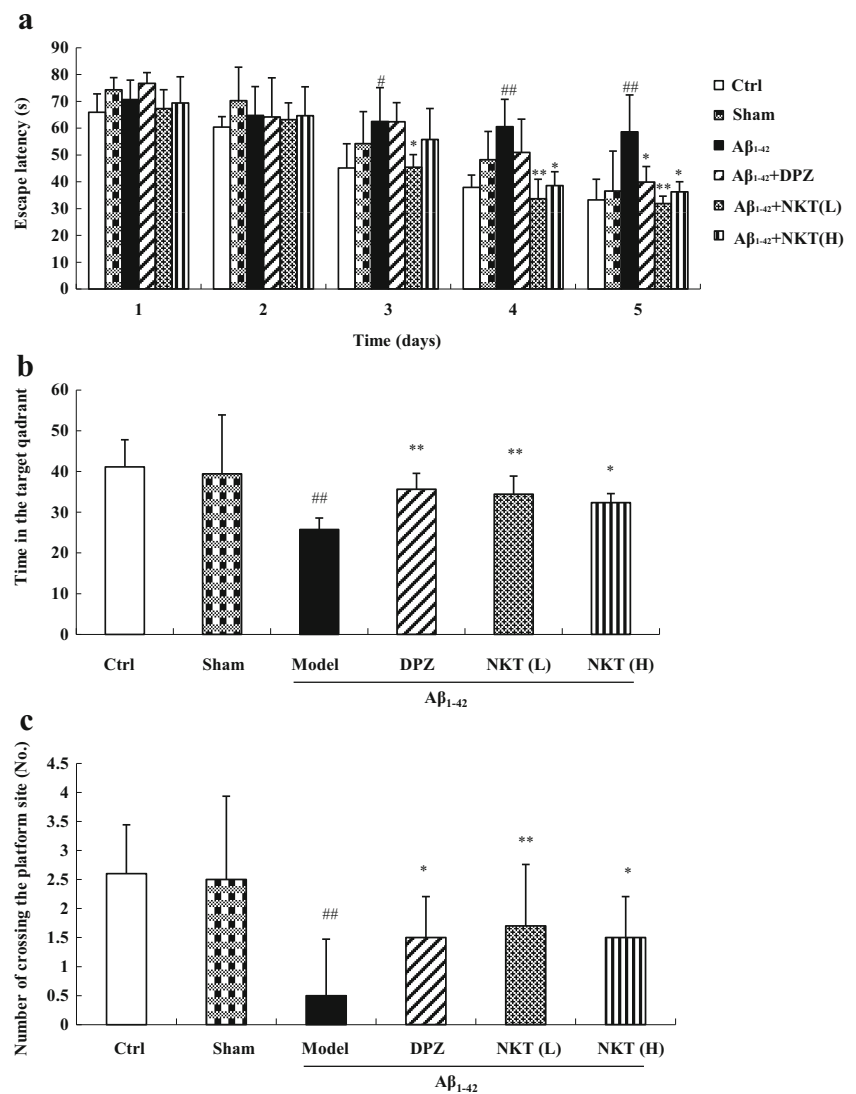 a
Escape latency (s)
90
80
70
60
50
40
30
20
10
0
# ## ##
* ** * * ** *
1 2 3 4 5
Time (days)
Ctrl
Sham
Aβ1-42
Aβ1-42+DPZ
Aβ1-42+NKT(L)
Aβ1-42+NKT(H)
b
Time in the target qadrant
60
50
40
30
20
10
0
## ** ** *
Ctrl Sham Model DPZ NKT (L) NKT (H)
Aβ1-42
c
Number of crossing the platform site (No.)
4.5
4
3.5
3
2.5
2
1.5
1
0.5
0
## * ** *
Ctrl Sham Model DPZ NKT (L) NKT (H)
Aβ1-42